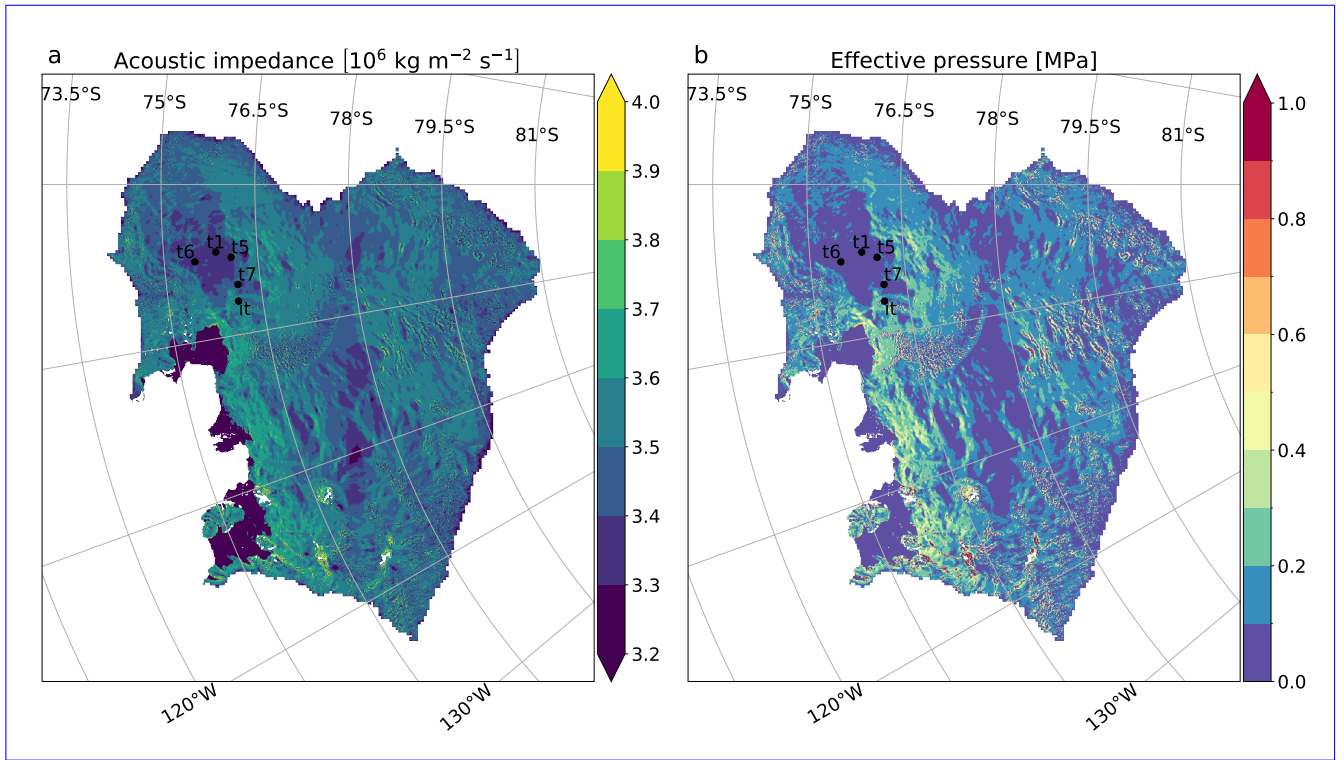 a
Acoustic impedance [10⁶ kg m⁻² s⁻¹]
73.5°S
75°S
76.5°S
78°S
79.5°S
81°S
t6
t1
t5
t7
it
120°W
130°W
4.0
3.9
3.8
3.7
3.6
3.5
3.4
3.3
3.2
b
Effective pressure [MPa]
73.5°S
75°S
76.5°S
78°S
79.5°S
81°S
t6
t1
t5
t7
it
120°W
130°W
1.0
0.8
0.6
0.4
0.2
0.0